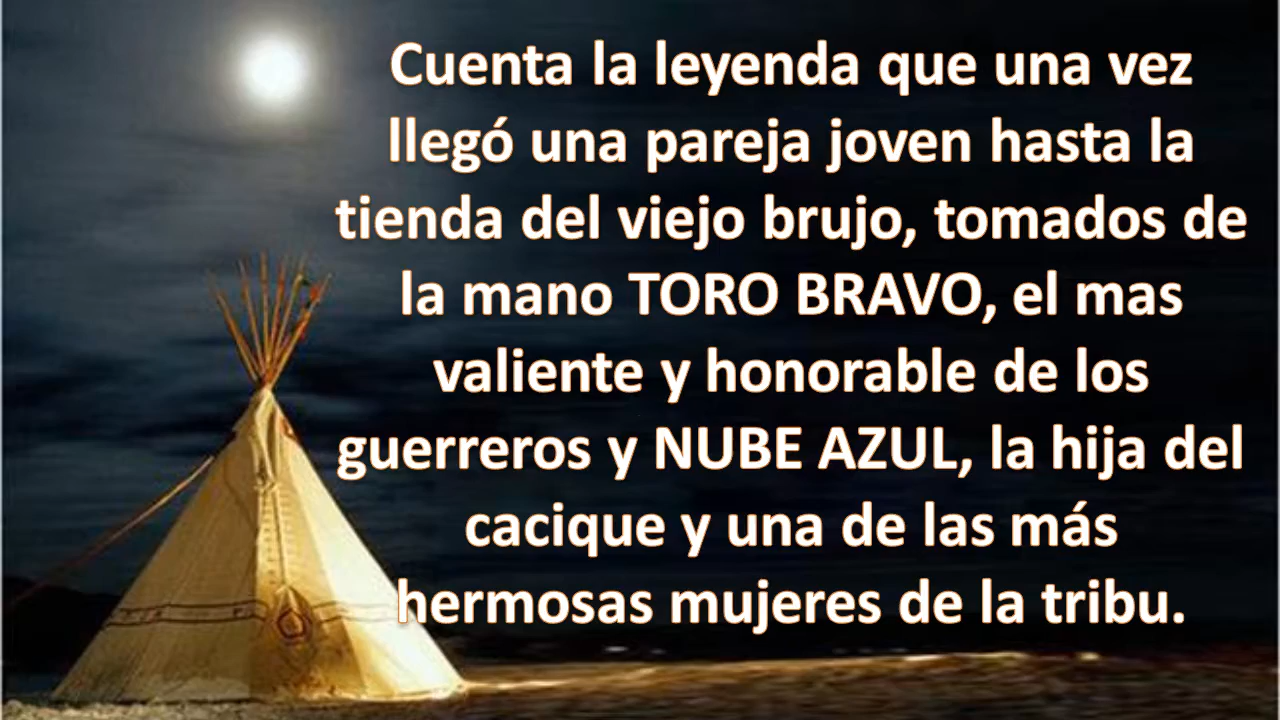 Cuenta la leyenda que una vez
llegó una pareja joven hasta la
tienda del viejo brujo, tomados de
la mano TORO BRAVO, el mas
valiente y honorable de los
guerreros y NUBE AZUL, la hija del
cacique y una de las más
hermosas mujeres de la tribu.